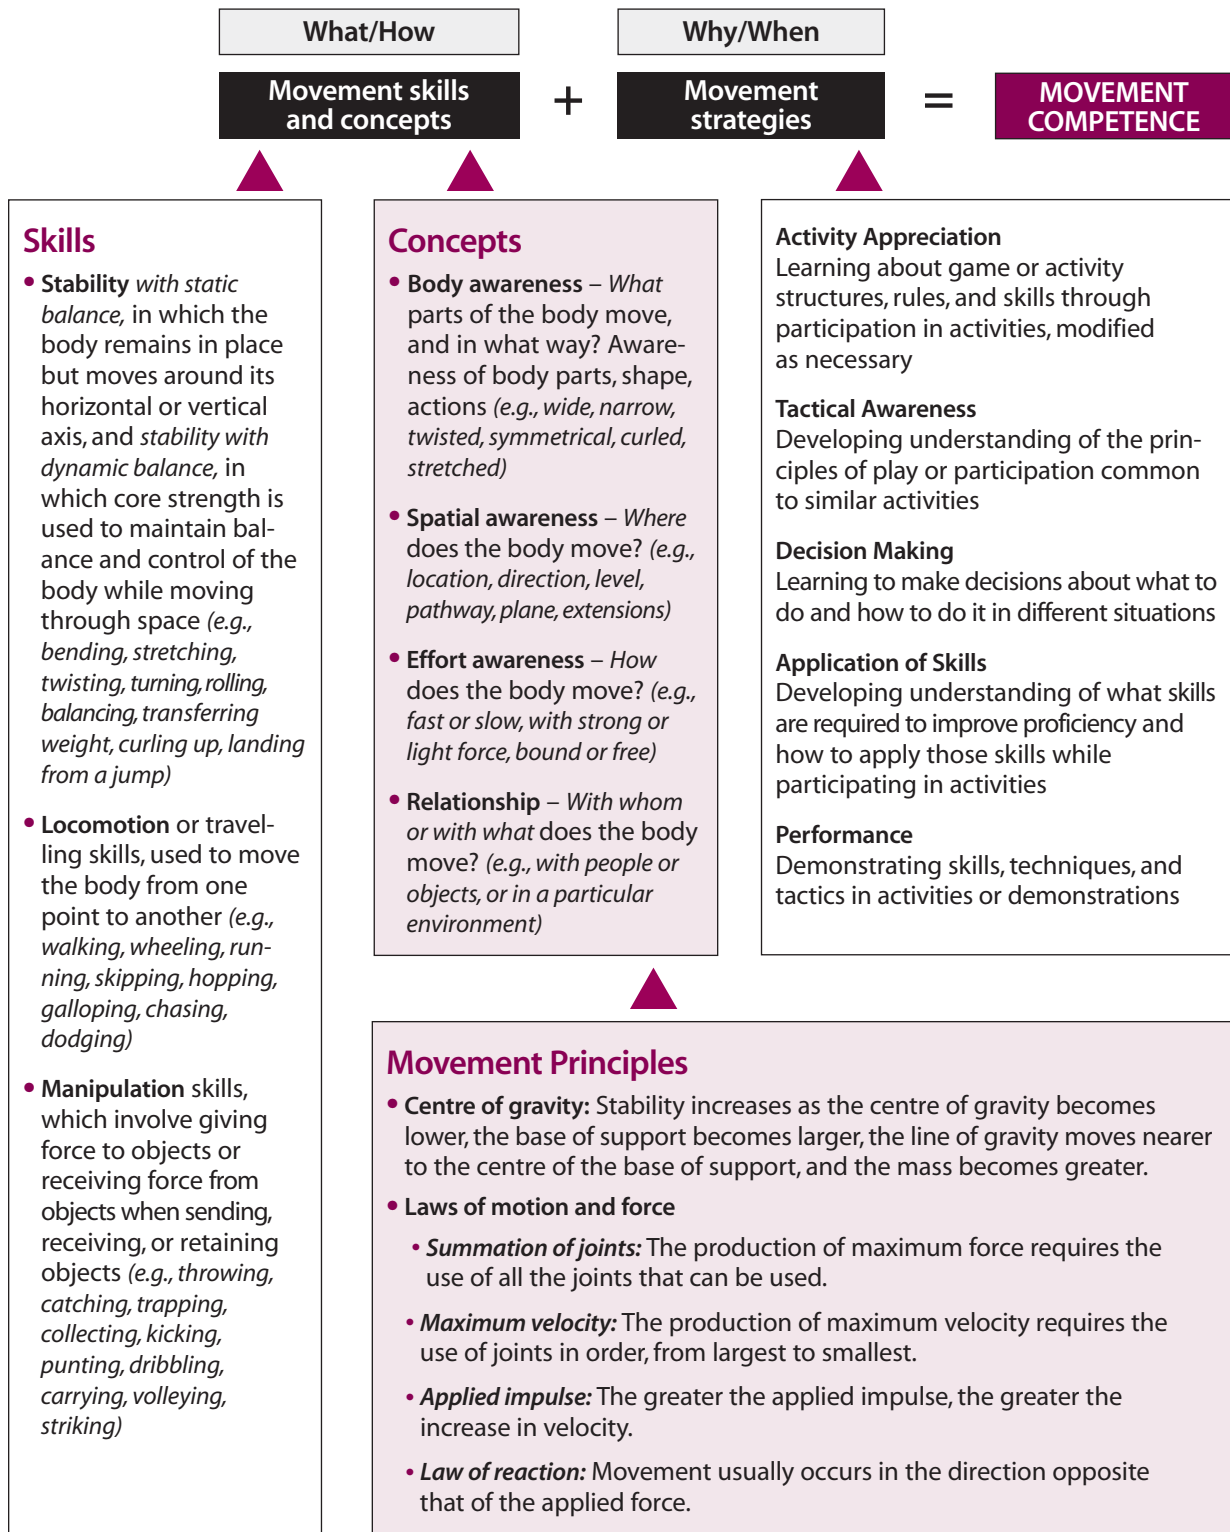 What/How
Why/When
Movement skills
and concepts
+
Movement
strategies
=
MOVEMENT
COMPETENCE
Skills
• Stability with static
balance, in which the
body remains in place
but moves around its
horizontal or vertical
axis, and stability with
dynamic balance, in
which core strength is
used to maintain bal-
ance and control of the
body while moving
through space (e.g.,
bending, stretching,
twisting, turning, rolling,
balancing, transferring
weight, curling up, landing
from a jump)
• Locomotion or travel-
ling skills, used to move
the body from one
point to another (e.g.,
walking, wheeling, run-
ning, skipping, hopping,
galloping, chasing,
dodging)
• Manipulation skills,
which involve giving
force to objects or
receiving force from
objects when sending,
receiving, or retaining
objects (e.g., throwing,
catching, trapping,
collecting, kicking,
punting, dribbling,
carrying, volleying,
striking)
Concepts
• Body awareness – What
parts of the body move,
and in what way? Aware-
ness of body parts, shape,
actions (e.g., wide, narrow,
twisted, symmetrical, curled,
stretched)
• Spatial awareness – Where
does the body move? (e.g.,
location, direction, level,
pathway, plane, extensions)
• Effort awareness – How
does the body move? (e.g.,
fast or slow, with strong or
light force, bound or free)
• Relationship – With whom
or with what does the body
move? (e.g., with people or
objects, or in a particular
environment)
Activity Appreciation
Learning about game or activity
structures, rules, and skills through
participation in activities, modified
as necessary
Tactical Awareness
Developing understanding of the prin-
ciples of play or participation common
to similar activities
Decision Making
Learning to make decisions about what to
do and how to do it in different situations
Application of Skills
Developing understanding of what skills
are required to improve proficiency and
how to apply those skills while
participating in activities
Performance
Demonstrating skills, techniques, and
tactics in activities or demonstrations
Movement Principles
• Centre of gravity: Stability increases as the centre of gravity becomes
lower, the base of support becomes larger, the line of gravity moves nearer
to the centre of the base of support, and the mass becomes greater.
• Laws of motion and force
• Summation of joints: The production of maximum force requires the
use of all the joints that can be used.
• Maximum velocity: The production of maximum velocity requires the
use of joints in order, from largest to smallest.
• Applied impulse: The greater the applied impulse, the greater the
increase in velocity.
• Law of reaction: Movement usually occurs in the direction opposite
that of the applied force.